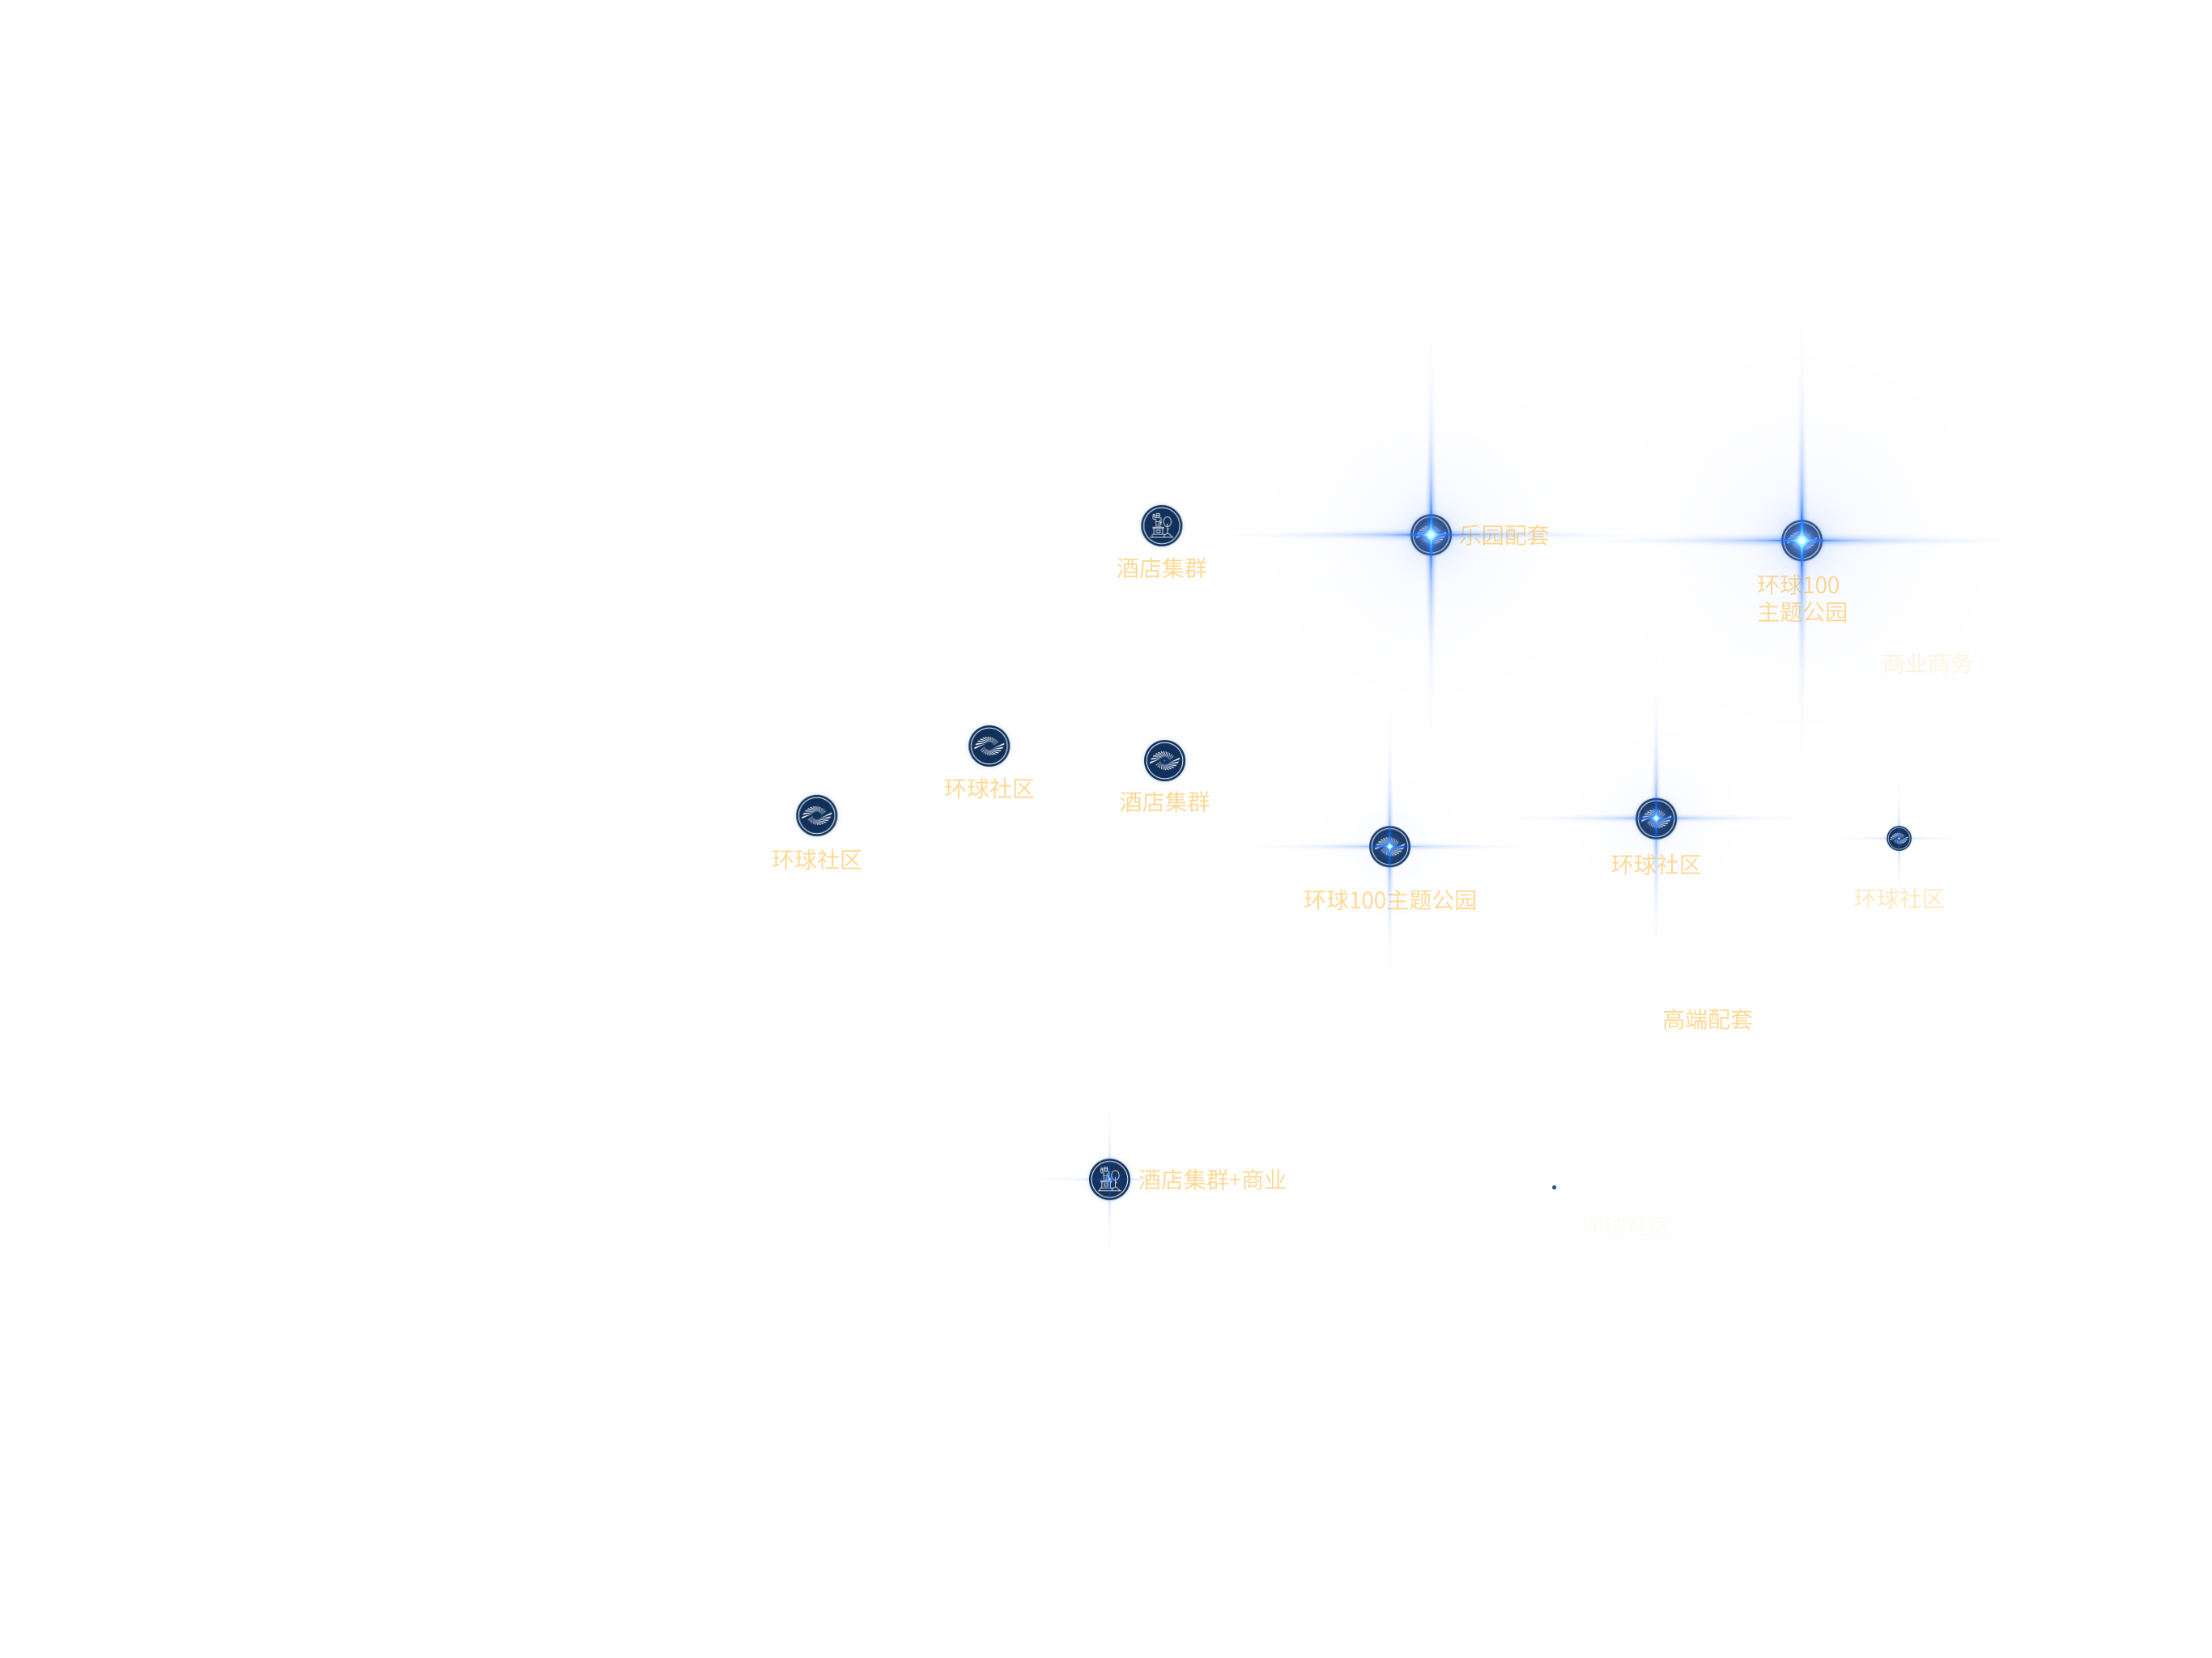 乐园配套
酒店集群
环球100
主题公园
商业商务
环球社区
酒店集群
环球社区
环球社区
环球100主题公园
环球社区
高端配套
酒店集群+商业
环球社区